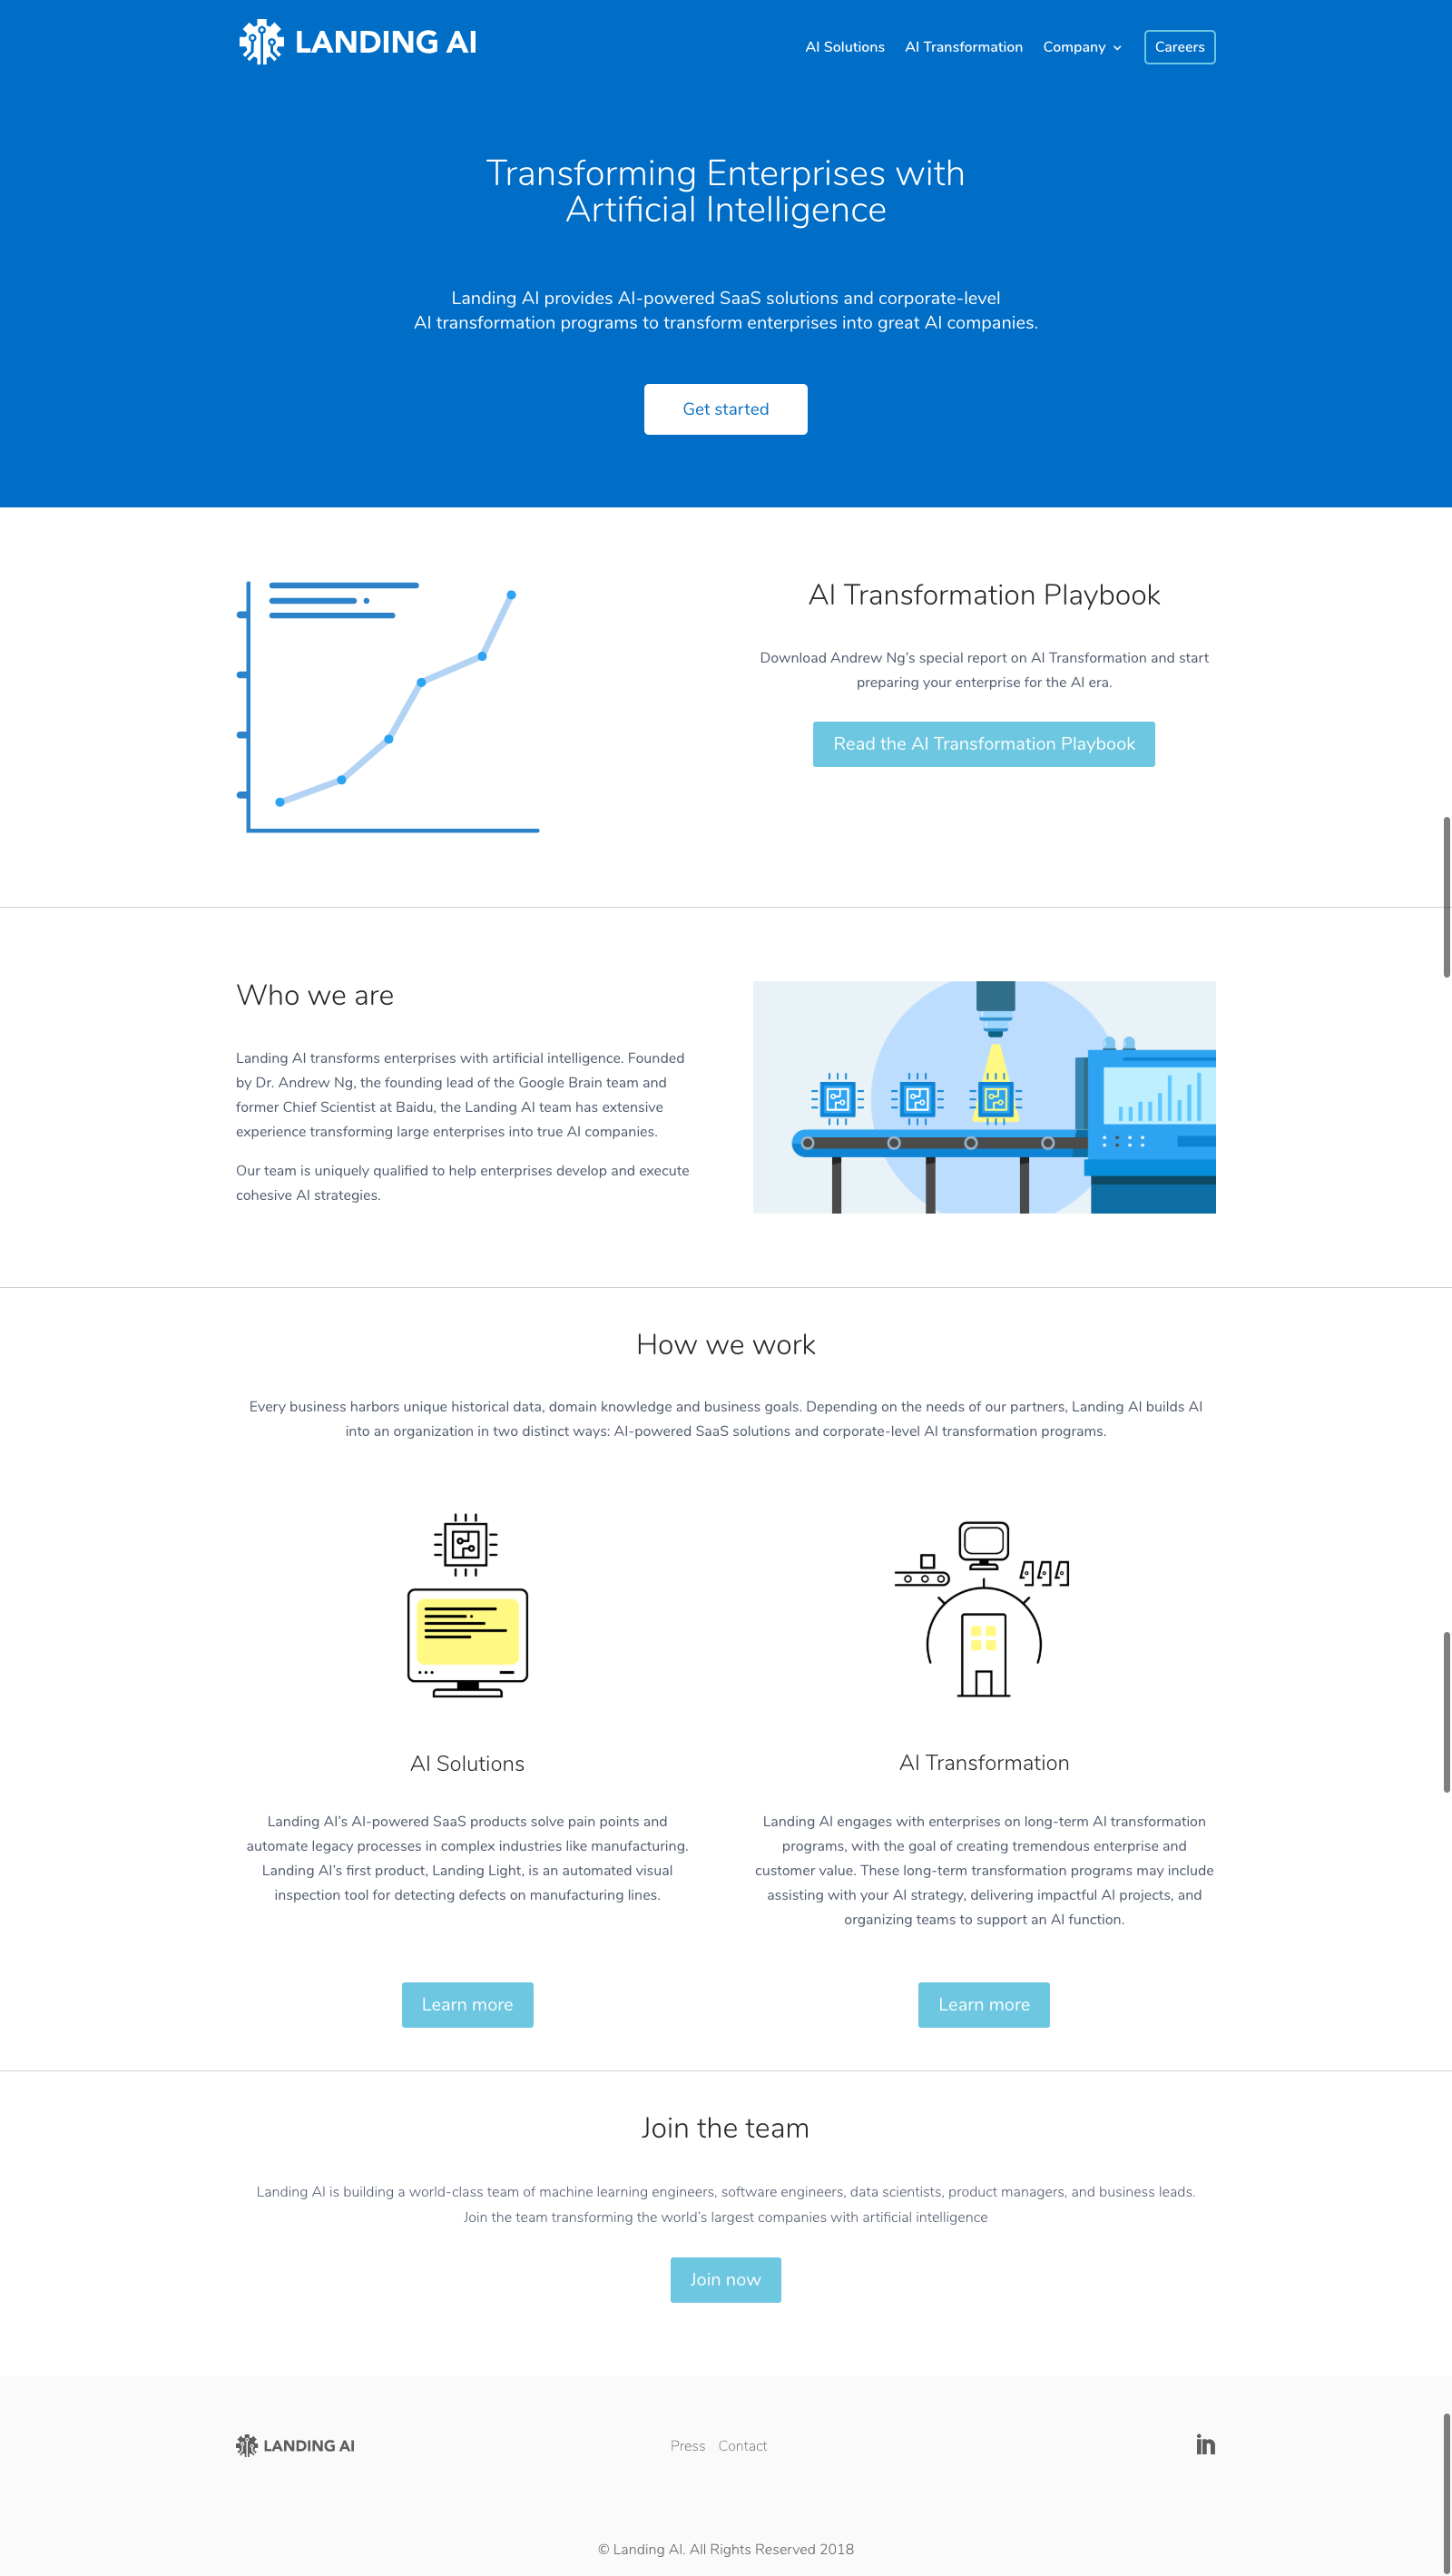 LANDING AI
AI Solutions AI Transformation Company Careers
Transforming Enterprises with
Artificial Intelligence
Landing AI provides AI-powered SaaS solutions and corporate-level
AI transformation programs to transform enterprises into great AI companies.
Get started
AI Transformation Playbook
Download Andrew Ng’s special report on AI Transformation and start
preparing your enterprise for the AI era.
Read the AI Transformation Playbook
Who we are
Landing AI transforms enterprises with artificial intelligence. Founded
by Dr. Andrew Ng, the founding lead of the Google Brain team and
former Chief Scientist at Baidu, the Landing AI team has extensive
experience transforming large enterprises into true AI companies.
Our team is uniquely qualified to help enterprises develop and execute
cohesive AI strategies.
How we work
Every business harbors unique historical data, domain knowledge and business goals. Depending on the needs of our partners, Landing AI builds AI
into an organization in two distinct ways: AI-powered SaaS solutions and corporate-level AI transformation programs.
AI Solutions
Landing AI’s AI-powered SaaS products solve pain points and
automate legacy processes in complex industries like manufacturing.
Landing AI’s first product, Landing Light, is an automated visual
inspection tool for detecting defects on manufacturing lines.
Learn more
AI Transformation
Landing AI engages with enterprises on long-term AI transformation
programs, with the goal of creating tremendous enterprise and
customer value. These long-term transformation programs may include
assisting with your AI strategy, delivering impactful AI projects, and
organizing teams to support an AI function.
Learn more
Join the team
Landing AI is building a world-class team of machine learning engineers, software engineers, data scientists, product managers, and business leads.
Join the team transforming the world’s largest companies with artificial intelligence
Join now
LANDING AI
Press Contact
in
© Landing AI. All Rights Reserved 2018